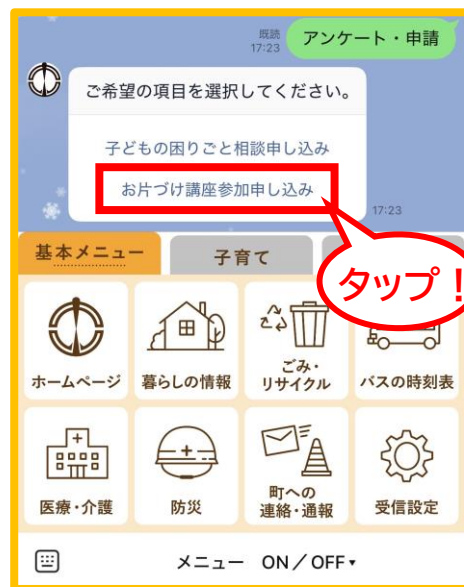 既読
17:23
アンケート・申請
ご希望の項目を選択してください。
子どもの困りごと相談申し込み
お片づけ講座参加申し込み
17:23
タップ！
基本メニュー
子育て
ホームページ
暮らしの情報
ごみ・
リサイクル
バスの時刻表
医療・介護
防災
町への
連絡・通報
受信設定
メニュー ON／OFF▾